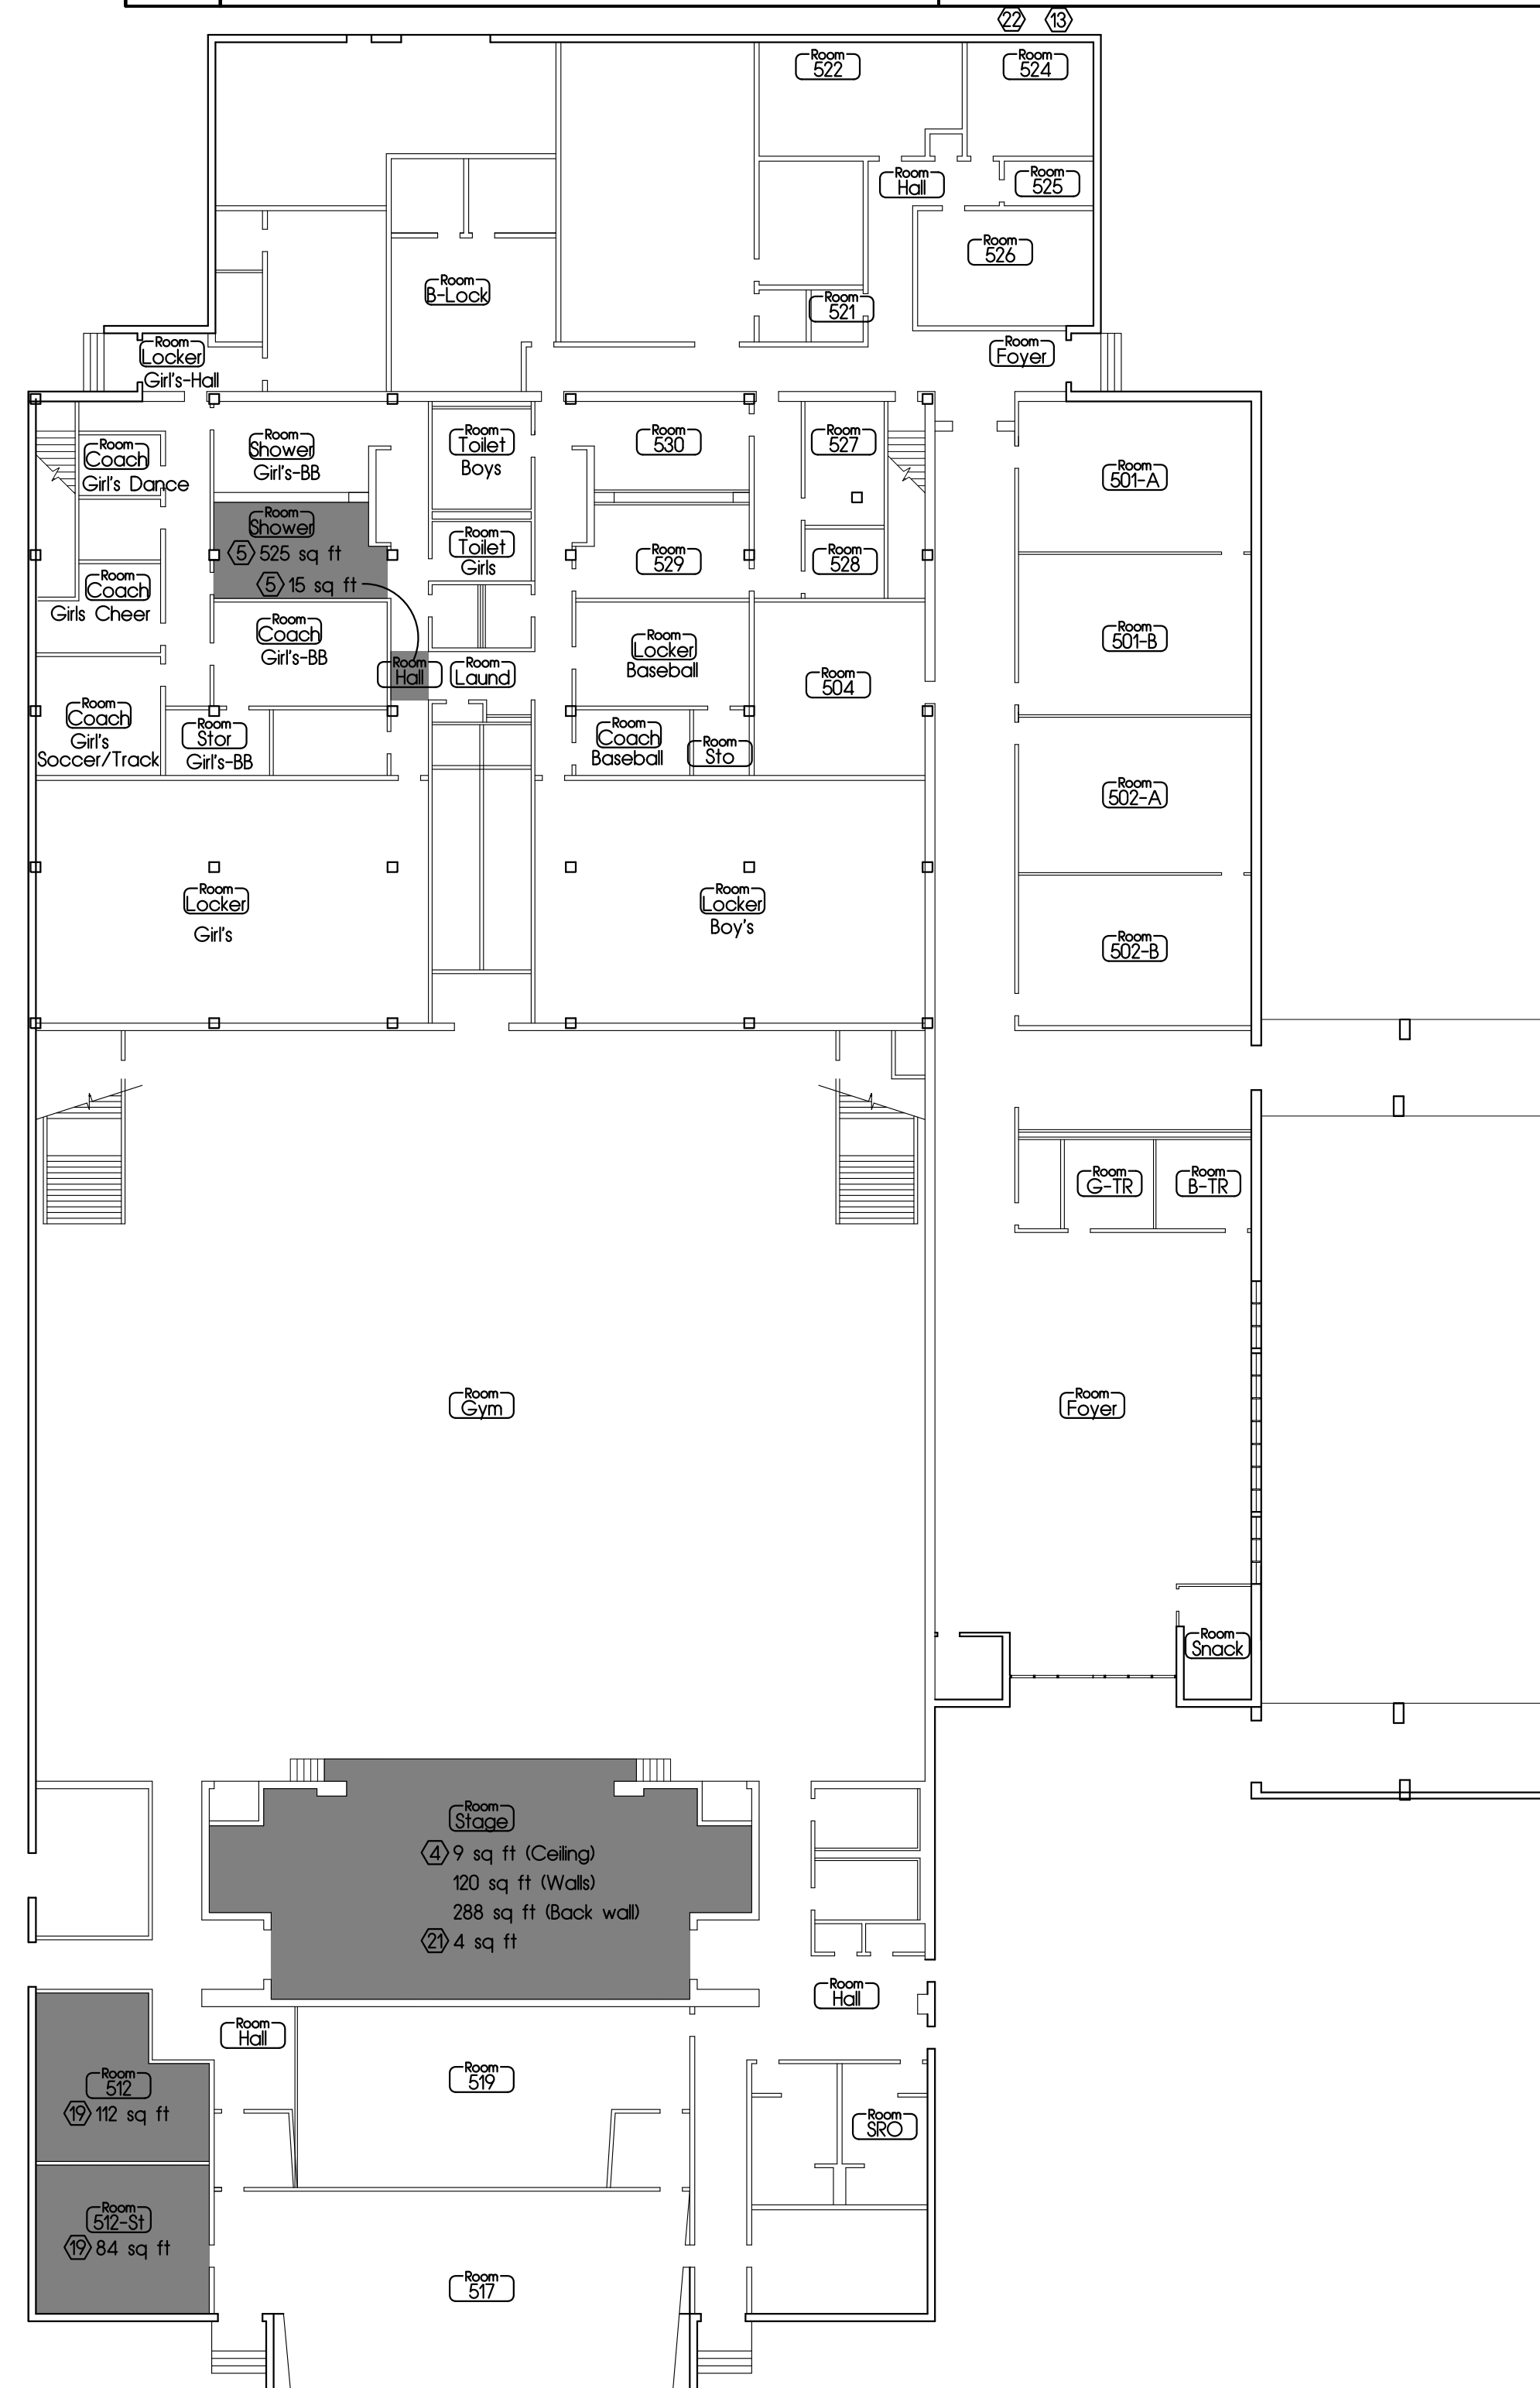 22 13
Room
522
Room
524
Room
Hall
Room
525
Room
526
Room
B-Lock
Room
521
Room
Locker
Girl's-Hall
Room
Foyer
Room
Coach
Girl's Dance
Room
Shower
Girl's-BB
Room
Toilet
Boys
Room
530
Room
527
Room
501-A
Room
Shower
5 525 sq ft
5 15 sq ft
Room
Toilet
Girls
Room
529
Room
528
Room
Coach
Girls Cheer
Room
Coach
Girl's-BB
Room
Hall
Room
Laund
Room
Locker
Baseball
Room
504
Room
501-B
Room
Coach
Girl's
Soccer/Track
Room
Stor
Girl's-BB
Room
Coach
Baseball
Room
Sto
Room
502-A
Room
Locker
Girl's
Room
Locker
Boy's
Room
502-B
Room
G-TR
Room
B-TR
Room
Gym
Room
Foyer
Room
Snack
Room
Stage
4 9 sq ft (Ceiling)
120 sq ft (Walls)
288 sq ft (Back wall)
21 4 sq ft
Room
Hall
Room
Hall
Room
512
19 112 sq ft
Room
519
Room
SRO
Room
512-St
19 84 sq ft
Room
517